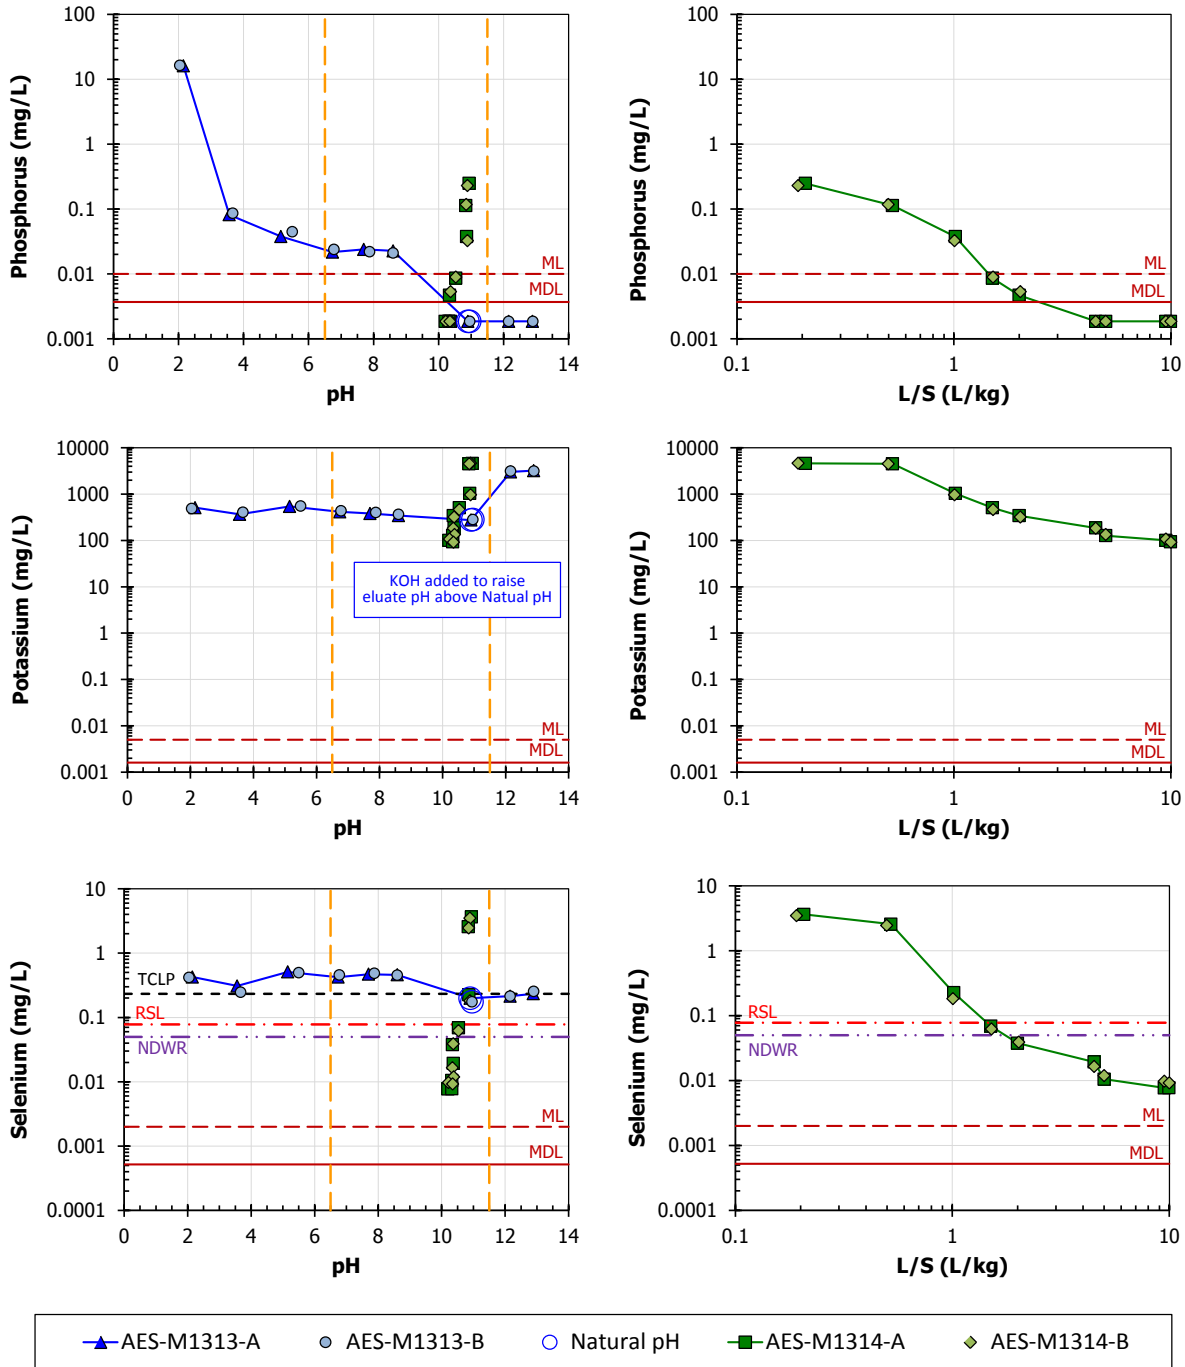 100
10
1
0.1
0.01
0.001
Phosphorus (mg/L)
ML
MDL
0 2 4 6 8 10 12 14
pH
100
10
1
0.1
0.01
0.001
Phosphorus (mg/L)
ML
MDL
0.1 1 10
L/S (L/kg)
10000
1000
100
10
1
0.1
0.01
0.001
Potassium (mg/L)
KOH added to raise
eluate pH above Natual pH
ML
MDL
0 2 4 6 8 10 12 14
pH
10000
1000
100
10
1
0.1
0.01
0.001
Potassium (mg/L)
ML
MDL
0.1 1 10
L/S (L/kg)
10
1
0.1
0.01
0.001
0.0001
Selenium (mg/L)
TCLP
RSL
NDWR
ML
MDL
0 2 4 6 8 10 12 14
pH
10
1
0.1
0.01
0.001
0.0001
Selenium (mg/L)
RSL
NDWR
ML
MDL
0.1 1 10
L/S (L/kg)
AES-M1313-A AES-M1313-B Natural pH AES-M1314-A AES-M1314-B